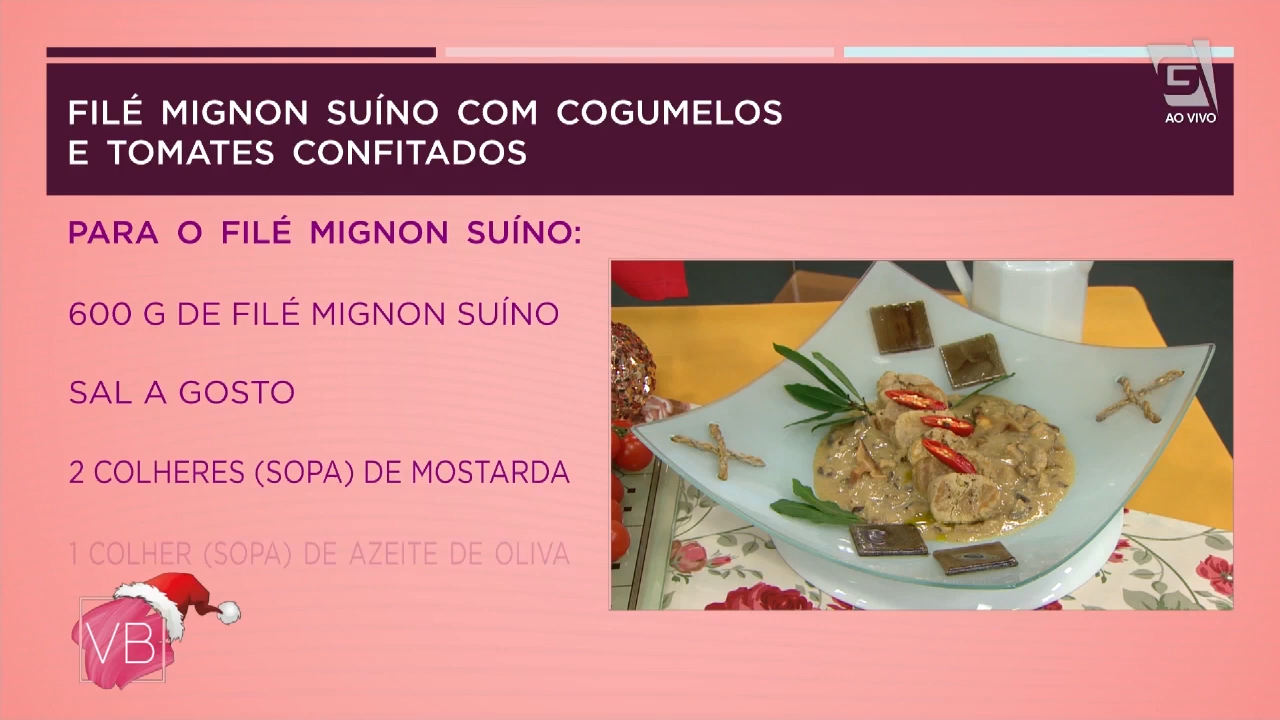 FILÉ MIGNON SUÍNO COM COGUMELOS
E TOMATES CONFITADOS
AO VIVO
PARA O FILÉ MIGNON SUÍNO:
600 G DE FILÉ MIGNON SUÍNO
SAL A GOSTO
2 COLHERES (SOPA) DE MOSTARDA
1 COLHER (SOPA) DE AZEITE DE OLIVA
VB